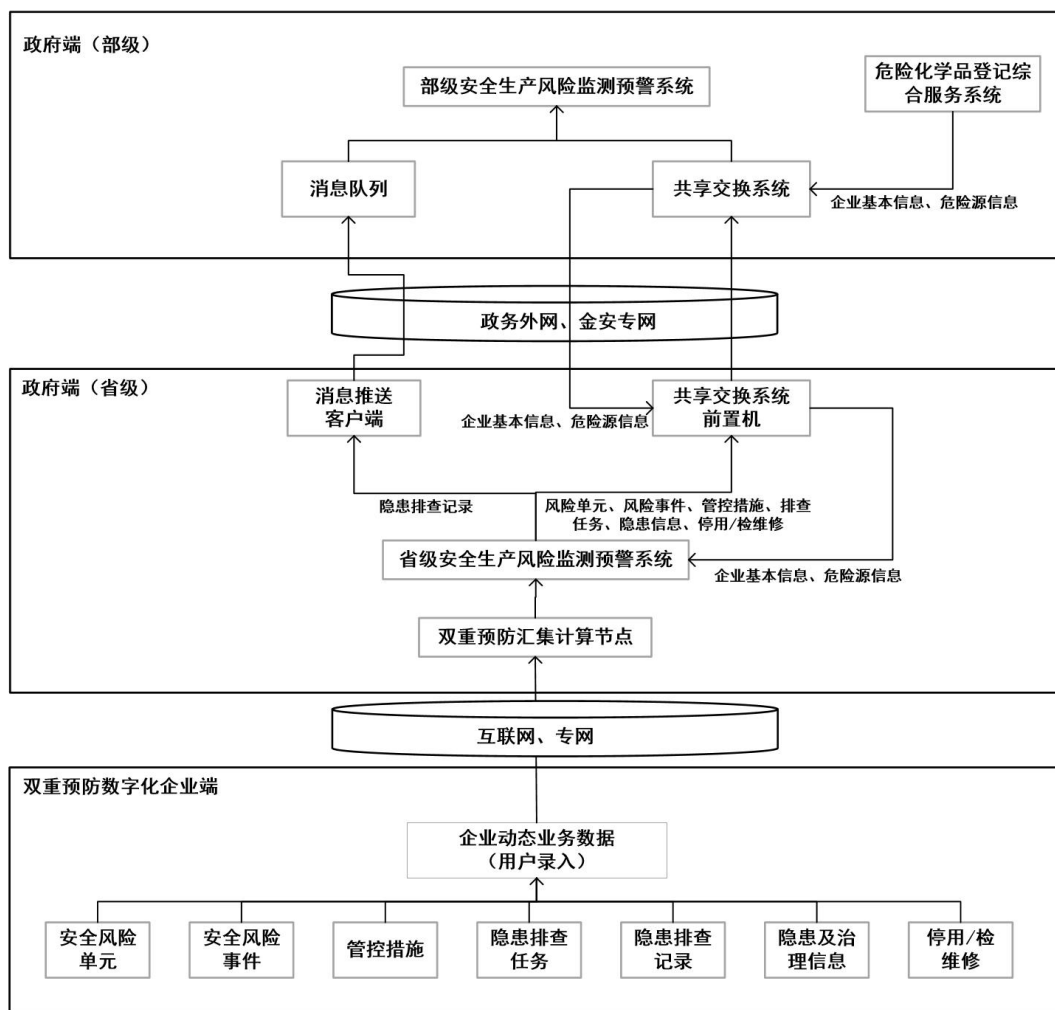 政府端（部级）
部级安全生产风险监测预警系统
危险化学品登记综
合服务系统
消息队列
共享交换系统
企业基本信息、危险源信息
政务外网、金安专网
政府端（省级）
消息推送
客户端
企业基本信息、危险源信息
共享交换系统
前置机
隐患排查记录
风险单元、风险事件、管控措施、排查
任务、隐患信息、停用/检维修
省级安全生产风险监测预警系统
企业基本信息、危险源信息
双重预防汇集计算节点
互联网、专网
双重预防数字化企业端
企业动态业务数据
（用户录入）
安全风险
单元
安全风险
事件
管控措施
隐患排查
任务
隐患排查
记录
隐患及治
理信息
停用/检
维修